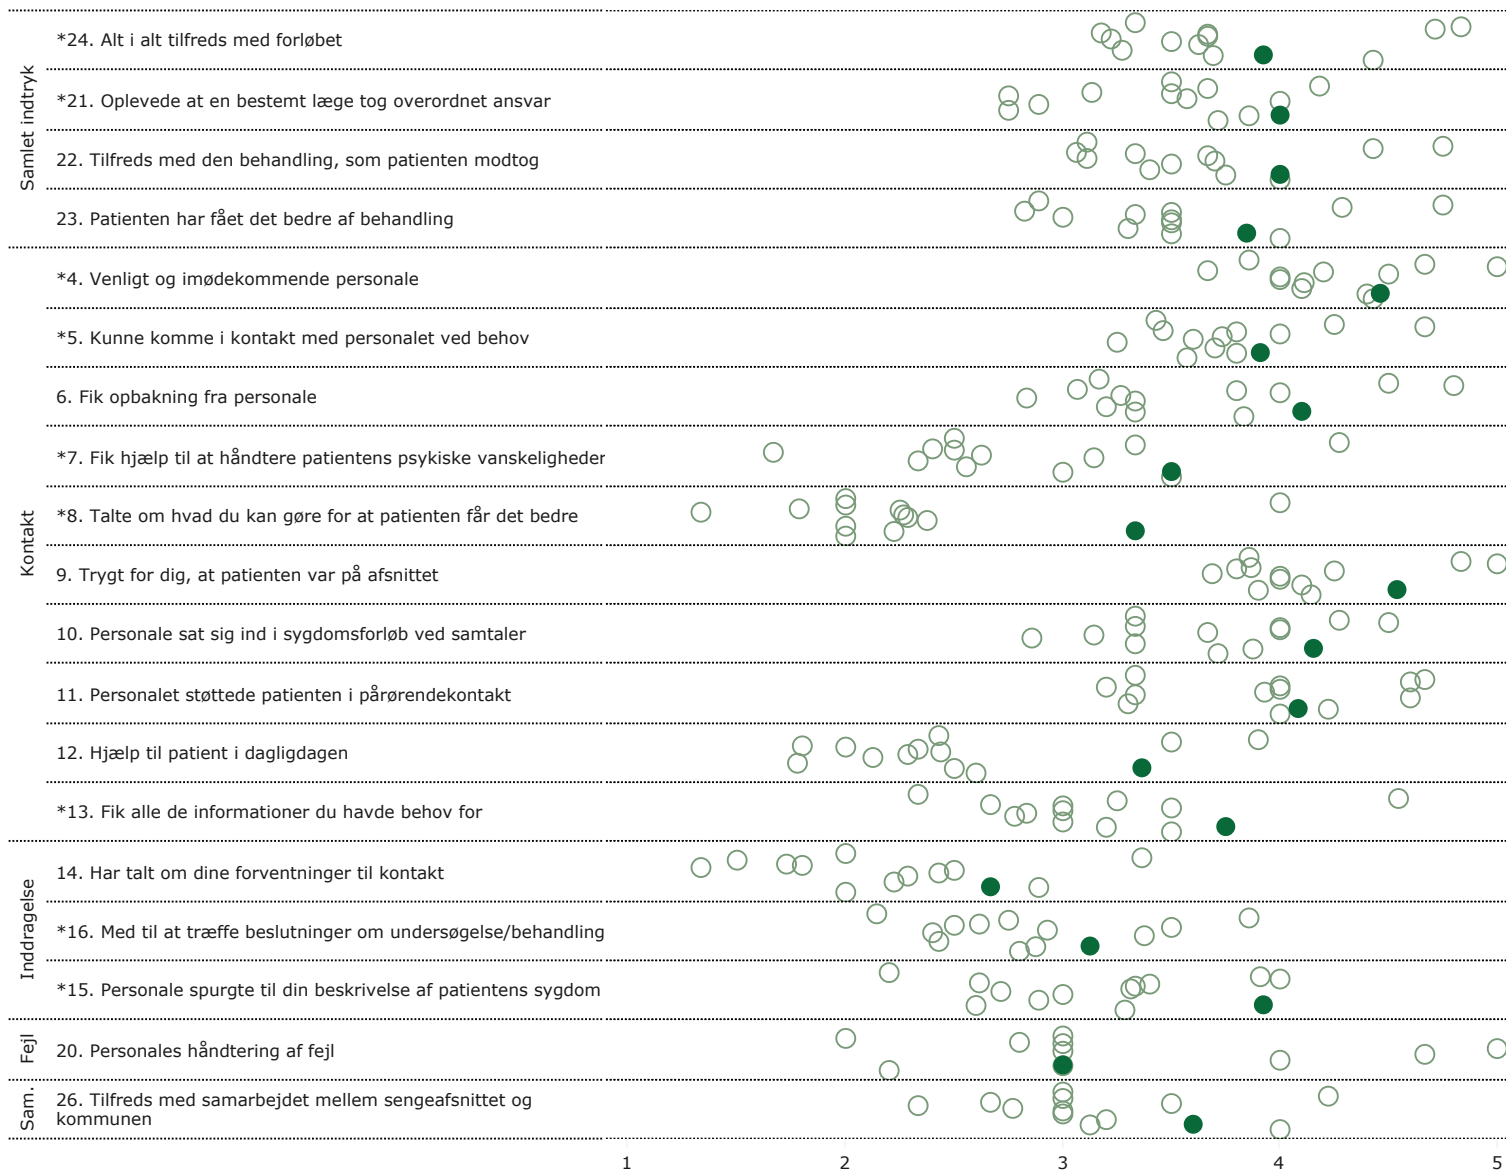 Samlet indtryk
*24. Alt i alt tilfreds med forløbet
*21. Oplevede at en bestemt læge tog overordnet ansvar
22. Tilfreds med den behandling, som patienten modtog
23. Patienten har fået det bedre af behandling
Kontakt
*4. Venligt og imødekommende personale
*5. Kunne komme i kontakt med personalet ved behov
6. Fik opbakning fra personale
*7. Fik hjælp til at håndtere patientens psykiske vanskeligheder
*8. Talte om hvad du kan gøre for at patienten får det bedre
9. Trygt for dig, at patienten var på afsnittet
10. Personale sat sig ind i sygdomsforløb ved samtaler
11. Personalet støttede patienten i pårørendekontakt
12. Hjælp til patient i dagligdagen
*13. Fik alle de informationer du havde behov for
Inddragelse
14. Har talt om dine forventninger til kontakt
*16. Med til at træffe beslutninger om undersøgelse/behandling
*15. Personale spurgte til din beskrivelse af patientens sygdom
Fejl
20. Personales håndtering af fejl
Sam.
26. Tilfreds med samarbejdet mellem sengeafsnittet og
kommunen
1 2 3 4 5